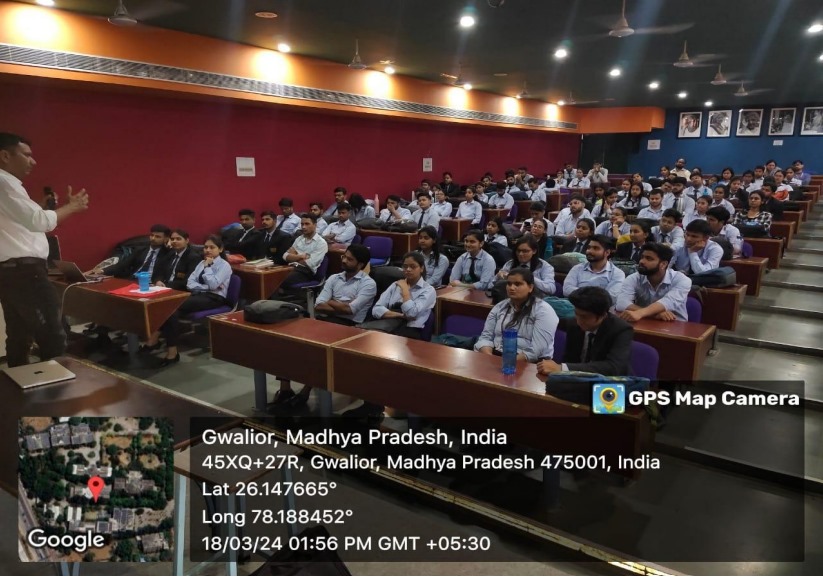 GPS Map Camera
Gwalior, Madhya Pradesh, India
45XQ+27R, Gwalior, Madhya Pradesh 475001, India
Lat 26.147665°
Long 78.188452°
18/03/24 01:56 PM GMT +05:30
Google